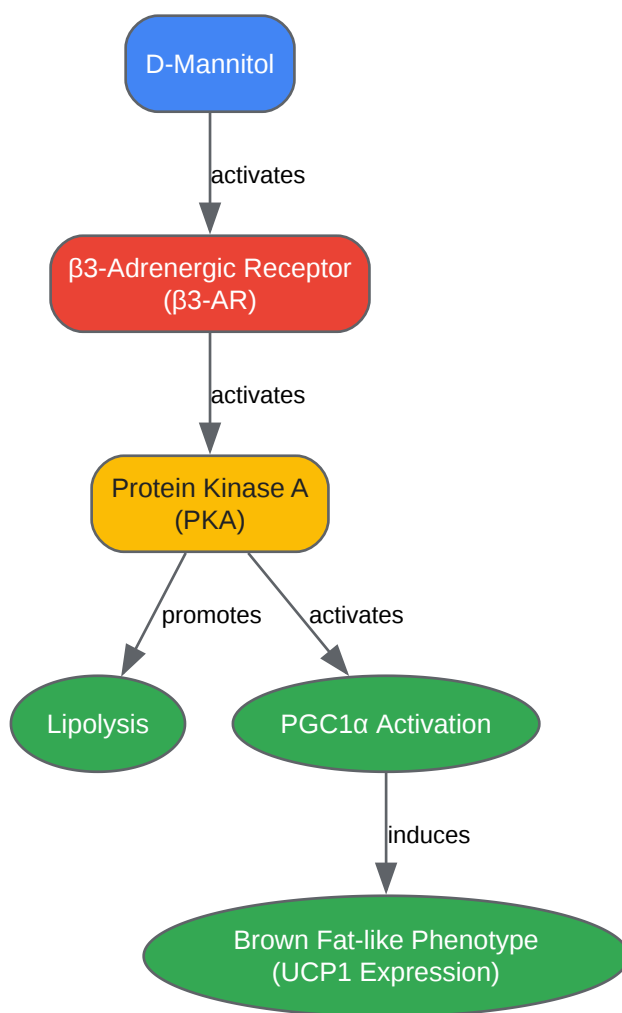 D-Mannitol
activates
β3-Adrenergic Receptor
(β3-AR)
activates
Protein Kinase A
(PKA)
promotes
activates
Lipolysis
PGC1α Activation
induces
Brown Fat-like Phenotype
(UCP1 Expression)